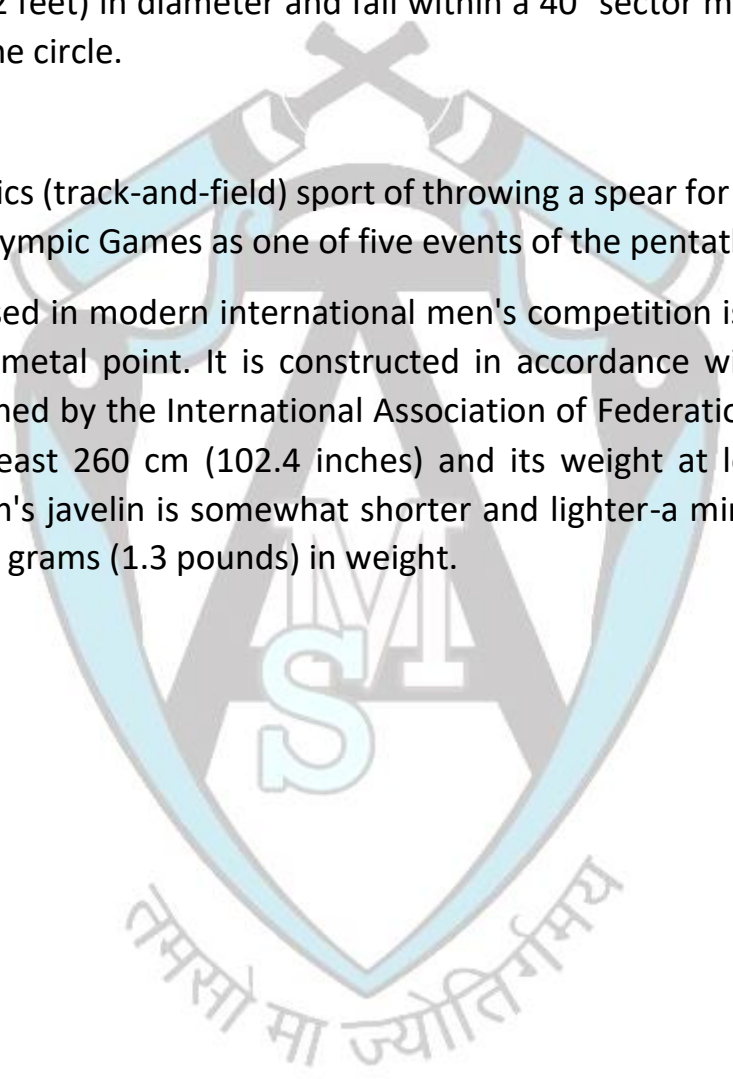 2 feet) in diameter and fall within a 40° sector m
ne circle.
ics (track-and-field) sport of throwing a spear for
lympic Games as one of five events of the pentat
sed in modern international men's competition is
metal point. It is constructed in accordance wi
ned by the International Association of Federatio
east 260 cm (102.4 inches) and its weight at l
n's javelin is somewhat shorter and lighter-a mi
grams (1.3 pounds) in weight.
A
M
S
तमसो मा ज्योतिर्गमय